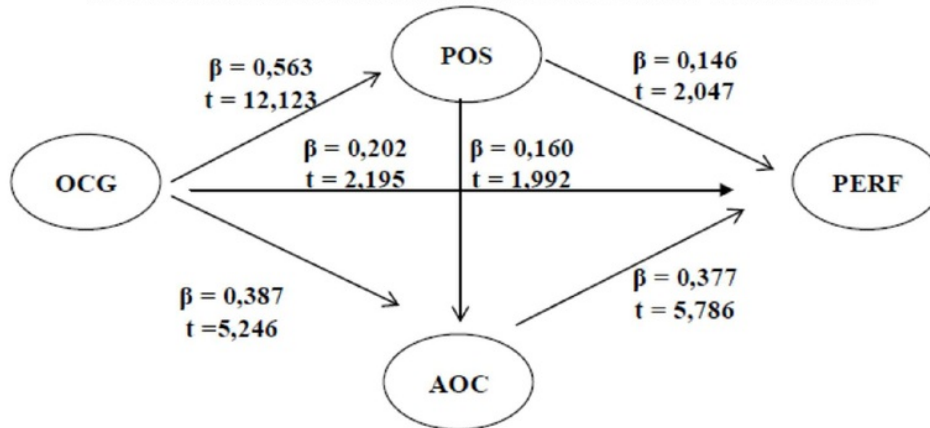 POS
β = 0,563
t = 12,123
β = 0,146
t = 2,047
β = 0,202
t = 2,195
β = 0,160
t = 1,992
OCG
PERF
β = 0,387
t =5,246
β = 0,377
t = 5,786
AOC